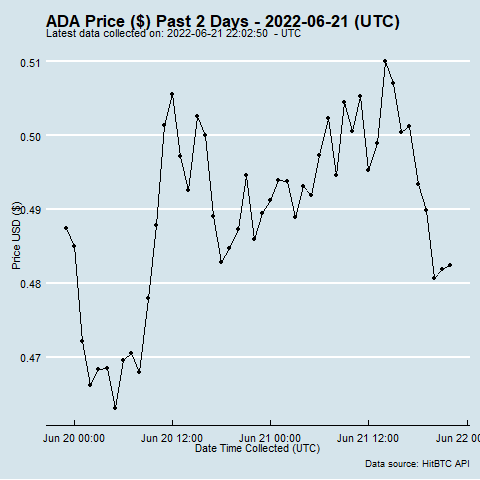 ADA Price ($) Past 2 Days - 2022-06-21 (UTC)
Latest data collected on: 2022-06-21 22:02:50 - UTC
0.51
0.50
0.49
0.48
0.47
Price USD ($)
Jun 20 00:00 Jun 20 12:00 Jun 21 00:00 Jun 21 12:00 Jun 22 00
Date Time Collected (UTC)
Data source: HitBTC API